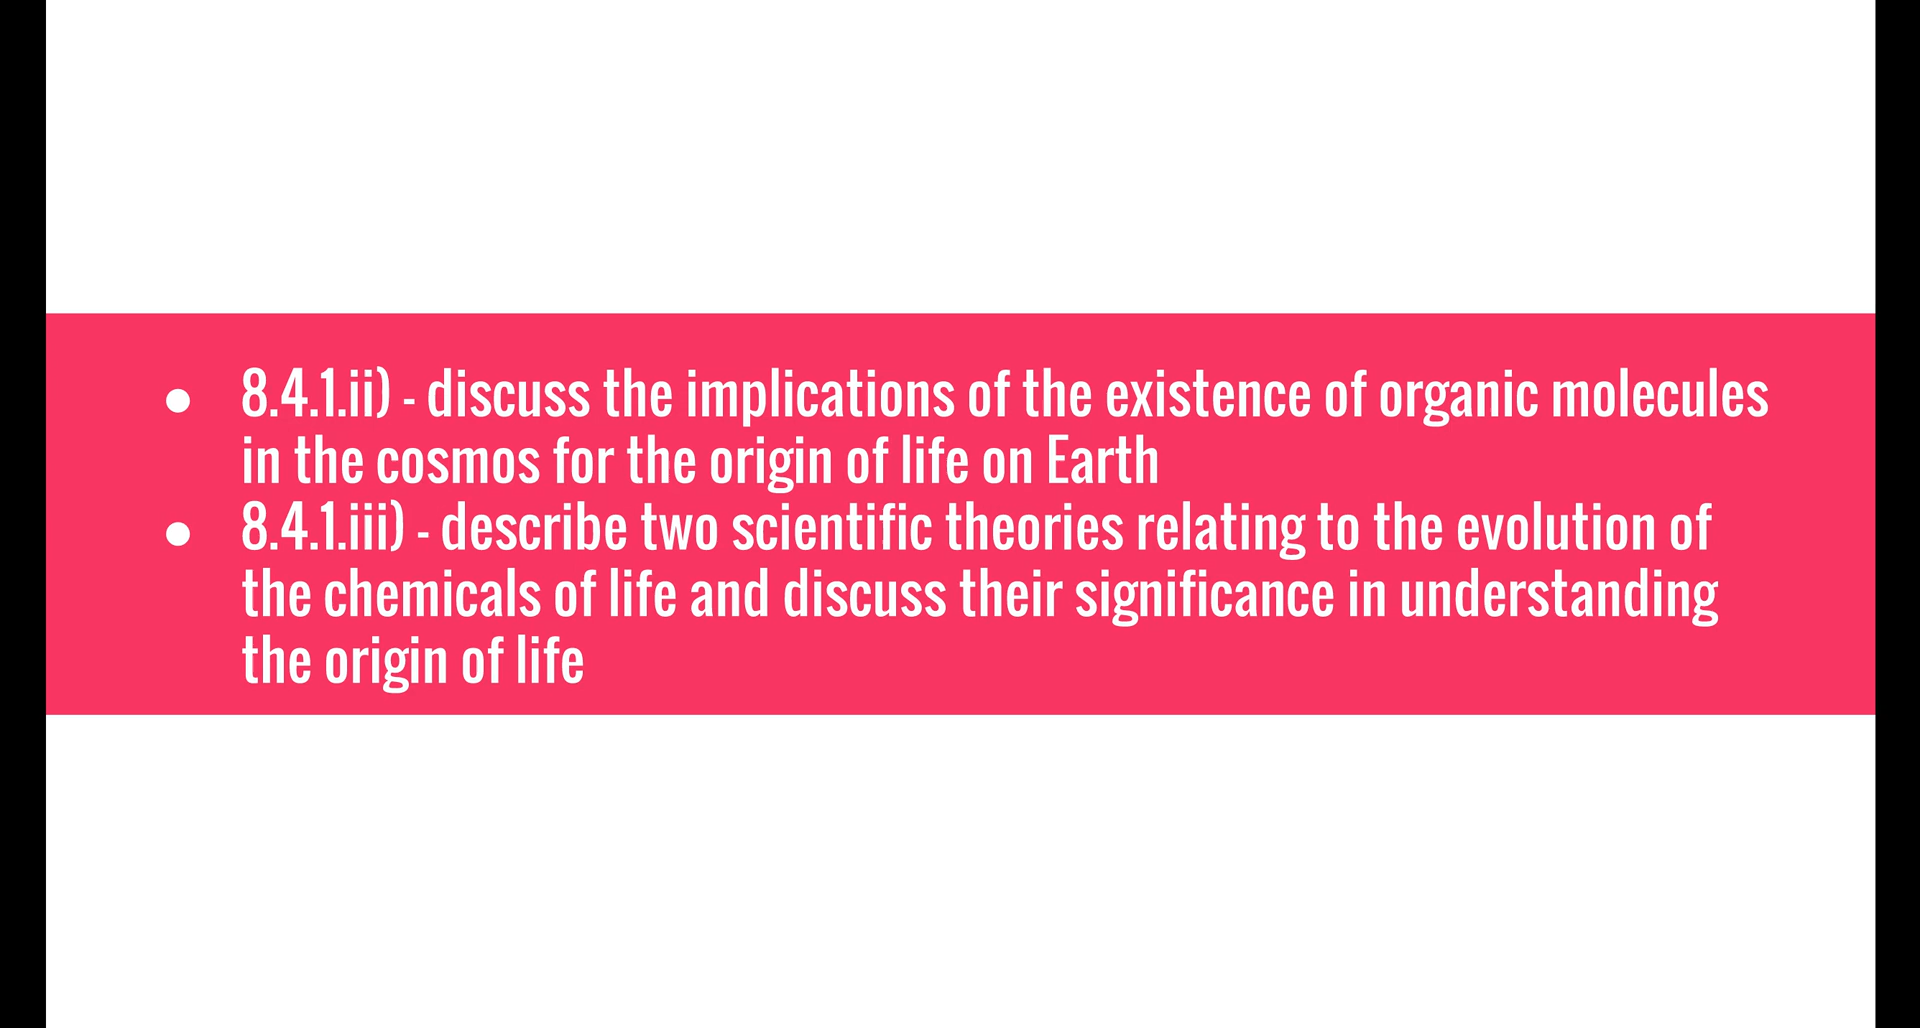 ● 8.4.1.ii) - discuss the implications of the existence of organic molecules
in the cosmos for the origin of life on Earth
● 8.4.1.iii) - describe two scientific theories relating to the evolution of
the chemicals of life and discuss their significance in understanding
the origin of life